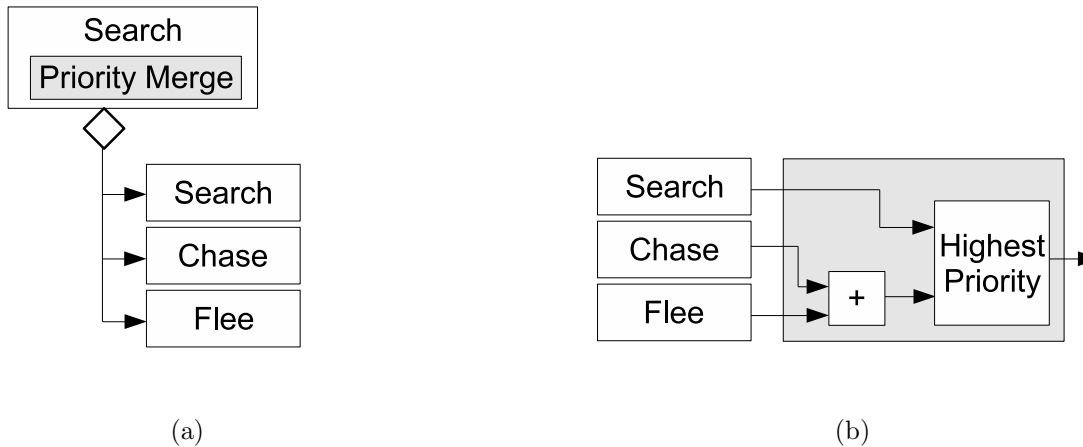 Search
Priority Merge
Search
Chase
Flee
(a)
Search
Chase
Flee
+
Highest
Priority
(b)